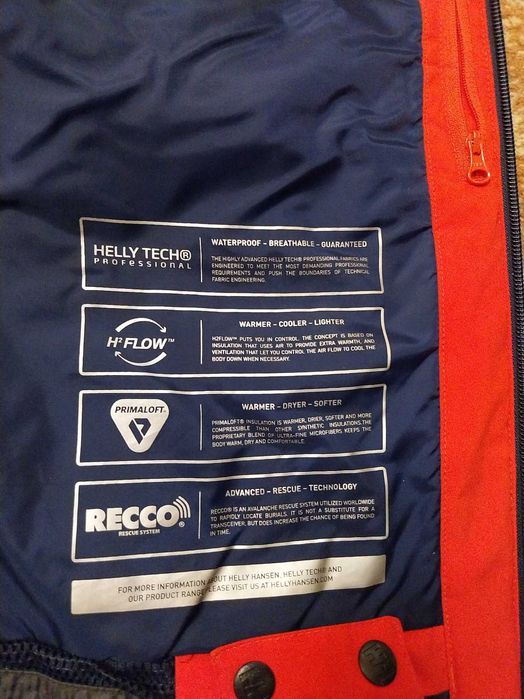 HELLY TECH®
PROFESSIONAL
WATERPROOF - BREATHABLE - GUARANTEED
THE HIGHLY ADVANCED HELLY TECH® PROFESSIONAL FABRICS ARE
ENGINEERED TO MEET THE MOST DEMANDING PROFESSIONAL
REQUIREMENTS AND PUSH THE BOUNDARIES OF TECHNICAL
FABRIC ENGINEERING.
H² FLOW™
WARMER - COOLER - LIGHTER
H2FLOW™ PUTS YOU IN CONTROL. THE CONCEPT IS BASED ON
INSULATION THAT USES AIR TO PROVIDE EXTRA WARMTH, AND
VENTILATION THAT LET YOU CONTROL THE AIR FLOW TO COOL THE
BODY DOWN WHEN NECESSARY.
PRIMALOFT®
WARMER - DRYER - SOFTER
PRIMALOFT® INSULATION IS WARMER, DRIER, SOFTER AND MORE
COMPRESSIBLE THAN OTHER SYNTHETIC INSULATIONS.THE
PROPRIETARY BLEND OF ULTRA-FINE MICROFIBERS KEEPS THE
BODY WARM, DRY AND COMFORTABLE.
RECCO®
RESCUE SYSTEM
ADVANCED - RESCUE - TECHNOLOGY
RECCO® IS AN AVALANCHE RESCUE SYSTEM UTILIZED WORLDWIDE
TO RAPIDLY LOCATE BURIALS. IT IS NOT A SUBSTITUTE FOR A
TRANSCEIVER, BUT DOES INCREASE THE CHANCE OF BEING FOUND
IN TIME.
FOR MORE INFORMATION ABOUT HELLY HANSEN, HELLY TECH® AND
OUR PRODUCT RANGE PLEASE VISIT US AT HELLYHANSEN.COM